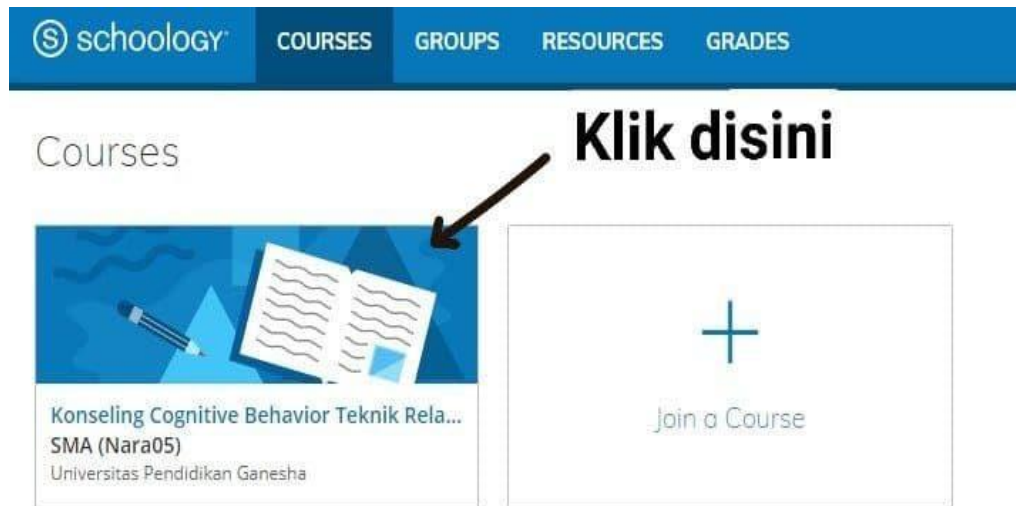 schoology COURSES GROUPS RESOURCES GRADES
Klik disini
Courses
Konseling Cognitive Behavior Teknik Rela...
SMA (Nara05)
Universitas Pendidikan Ganesha
Join a Course